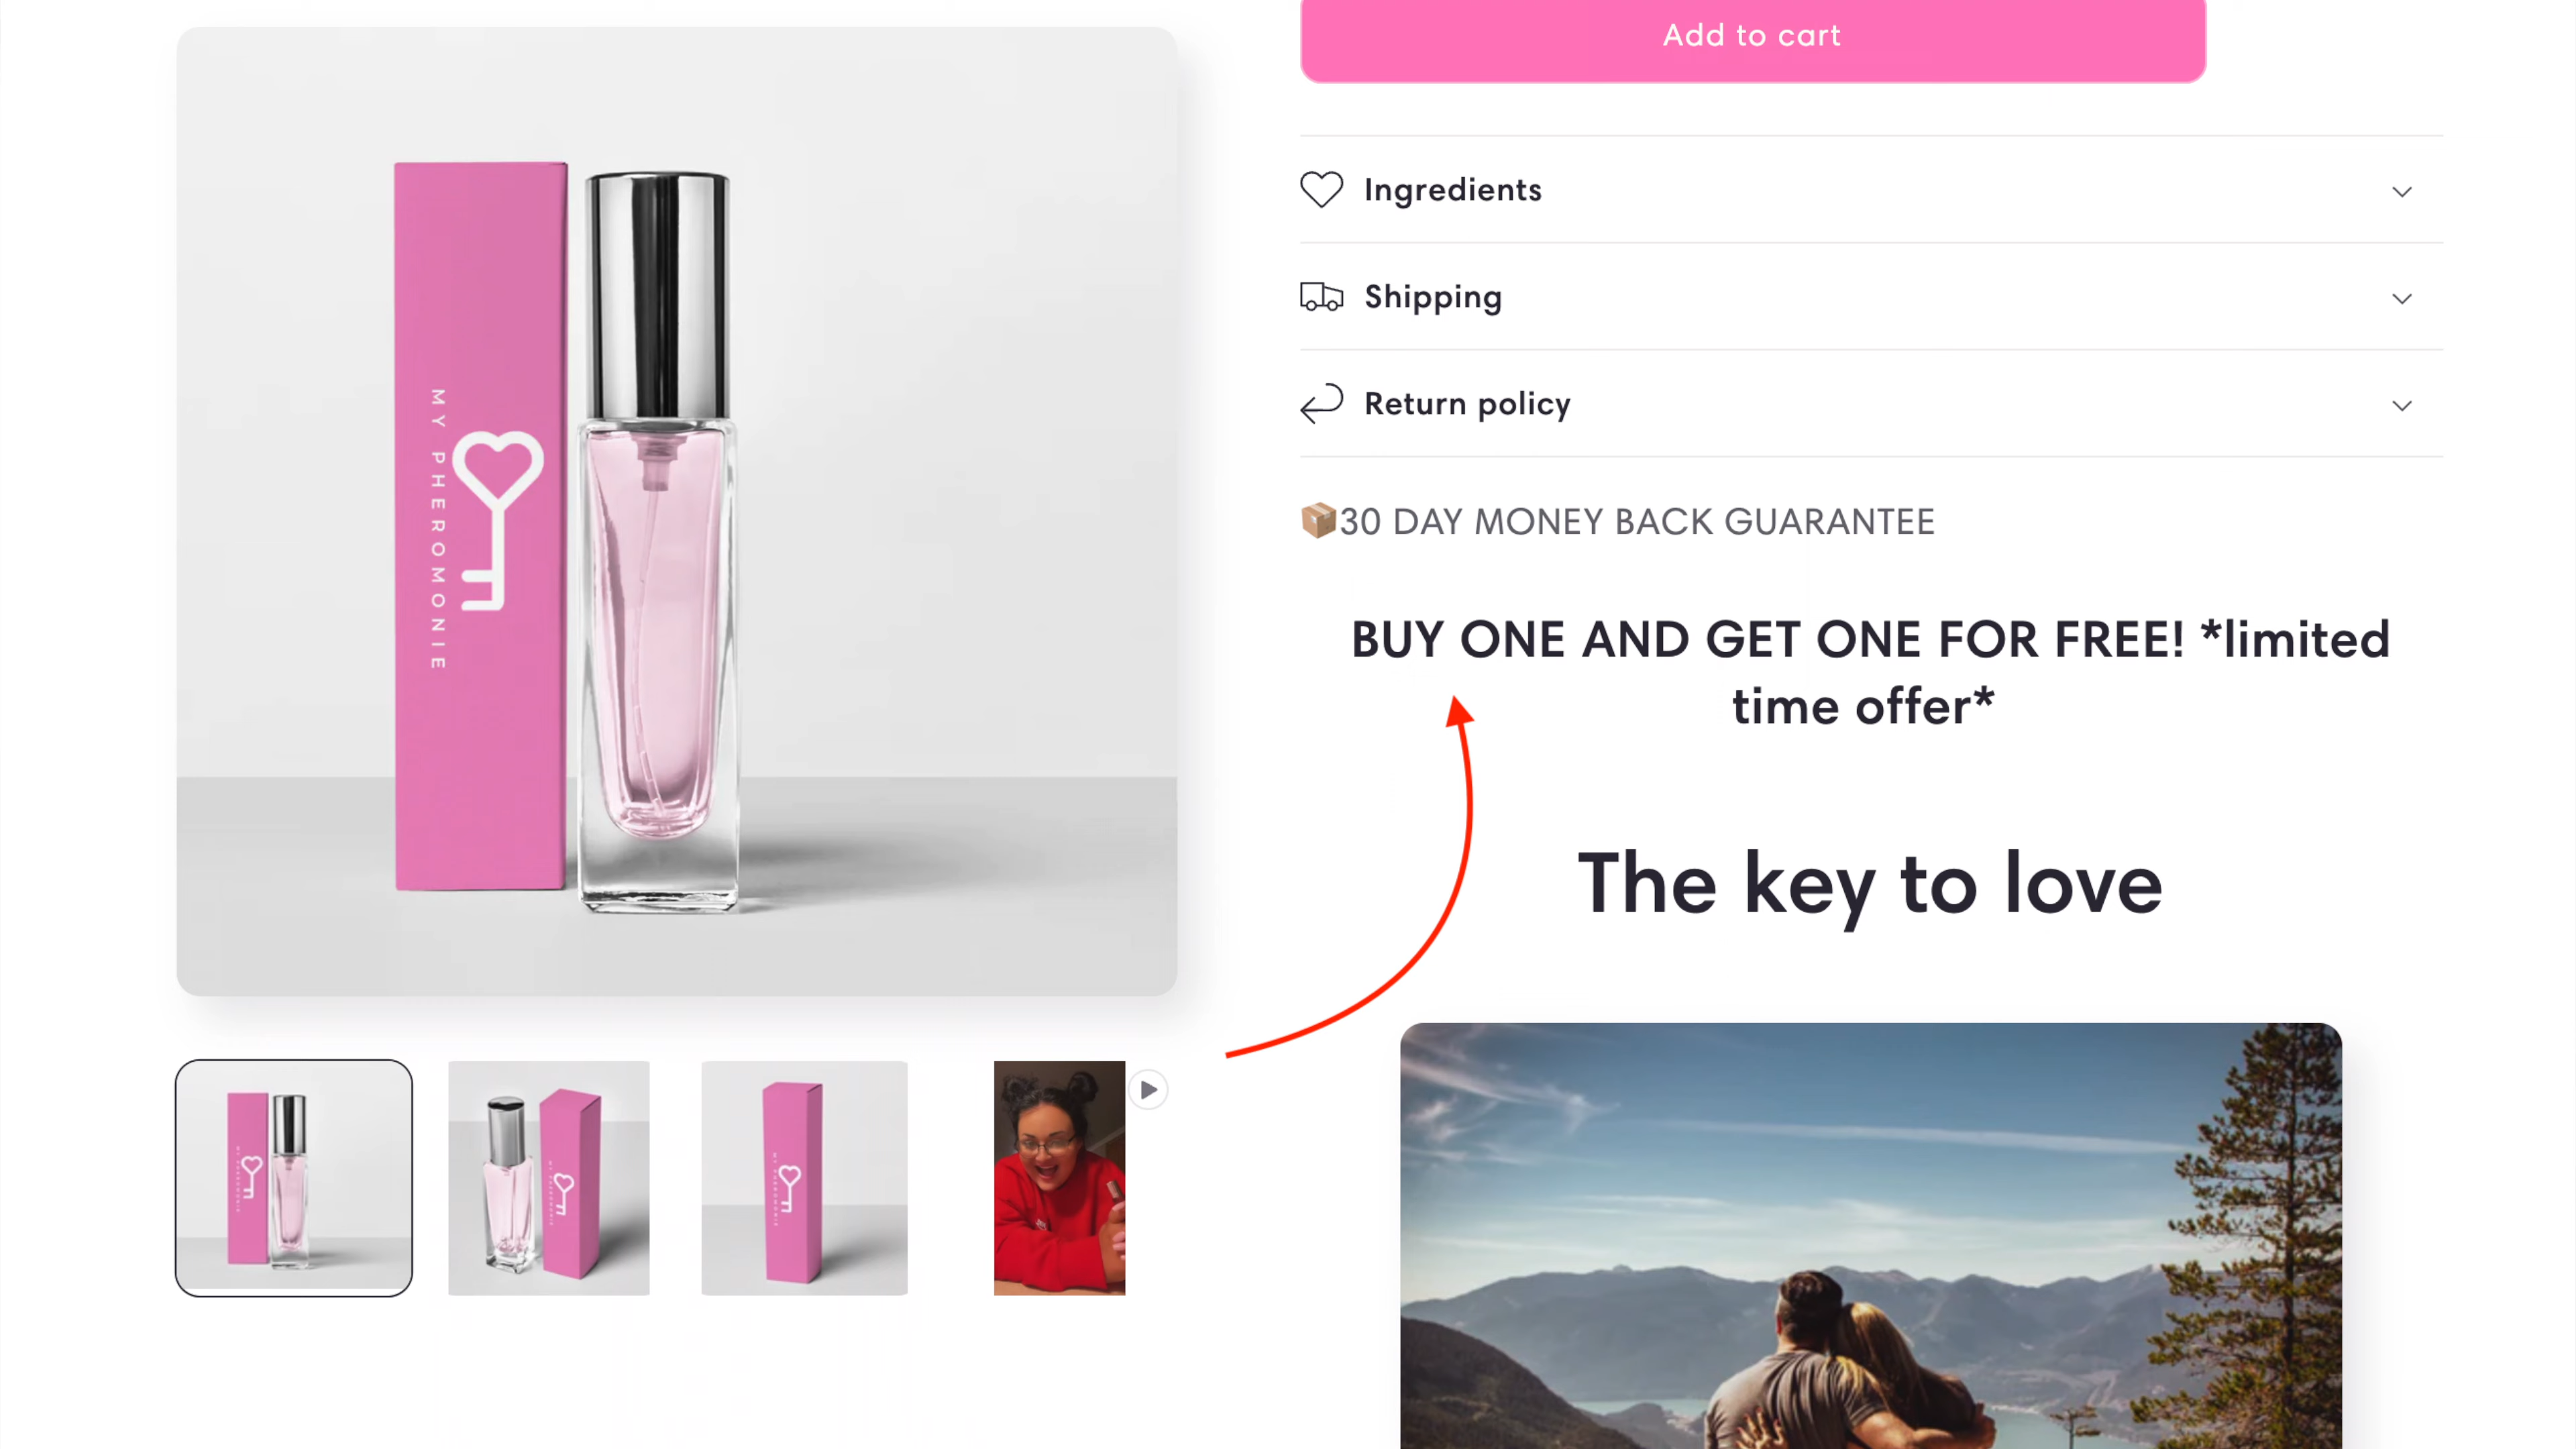 Add to cart
Ingredients
Shipping
Return policy
📦30 DAY MONEY BACK GUARANTEE
BUY ONE AND GET ONE FOR FREE! *limited
time offer*
The key to love
MY PHEROMONIE